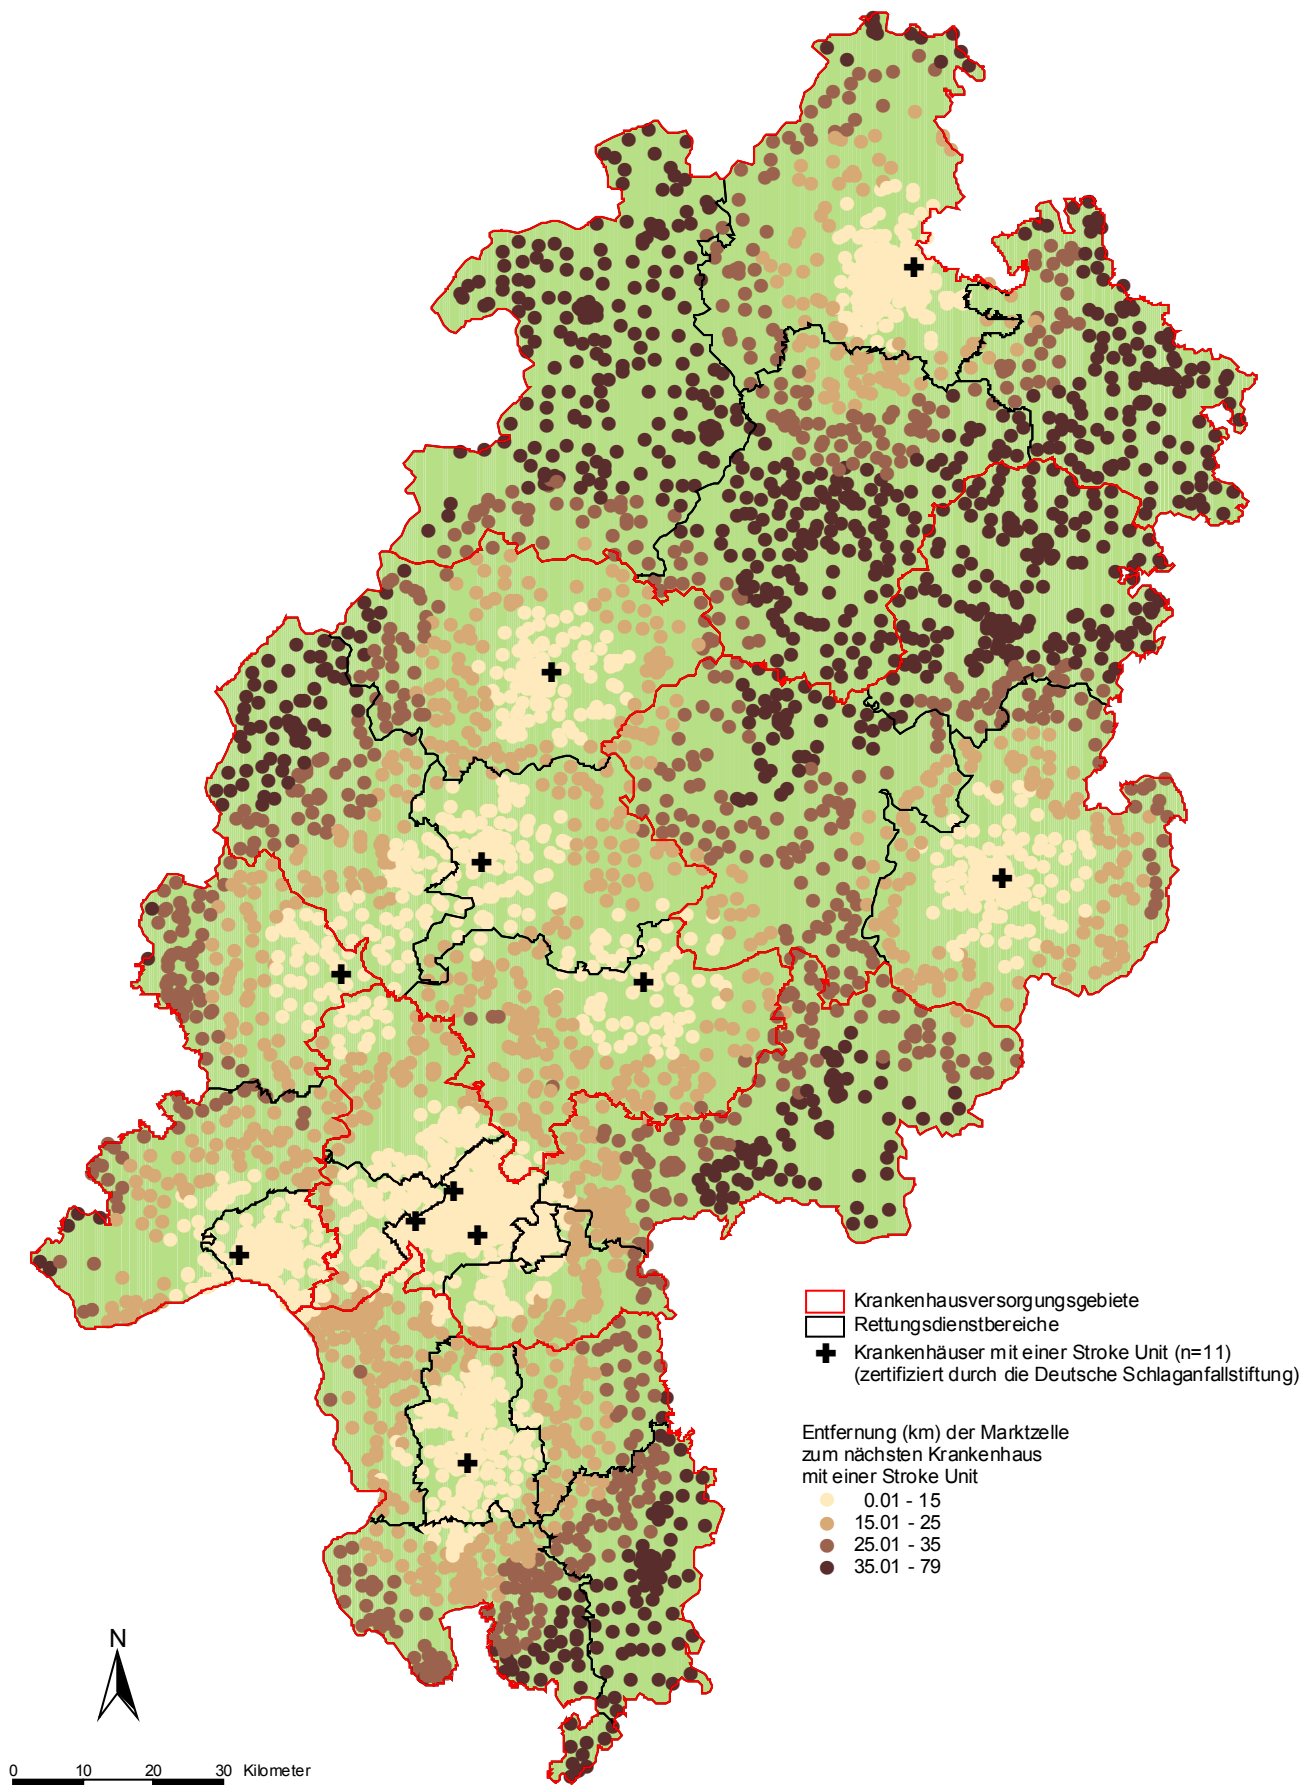 Krankenhausversorgungsgebiete
Rettungsdienstbereiche
Krankenhäuser mit einer Stroke Unit (n=11)
(zertifiziert durch die Deutsche Schlaganfallstiftung)
Entfernung (km) der Marktzelle
zum nächsten Krankenhaus
mit einer Stroke Unit
0.01 - 15
15.01 - 25
25.01 - 35
35.01 - 79
N
0 10 20 30 Kilometer